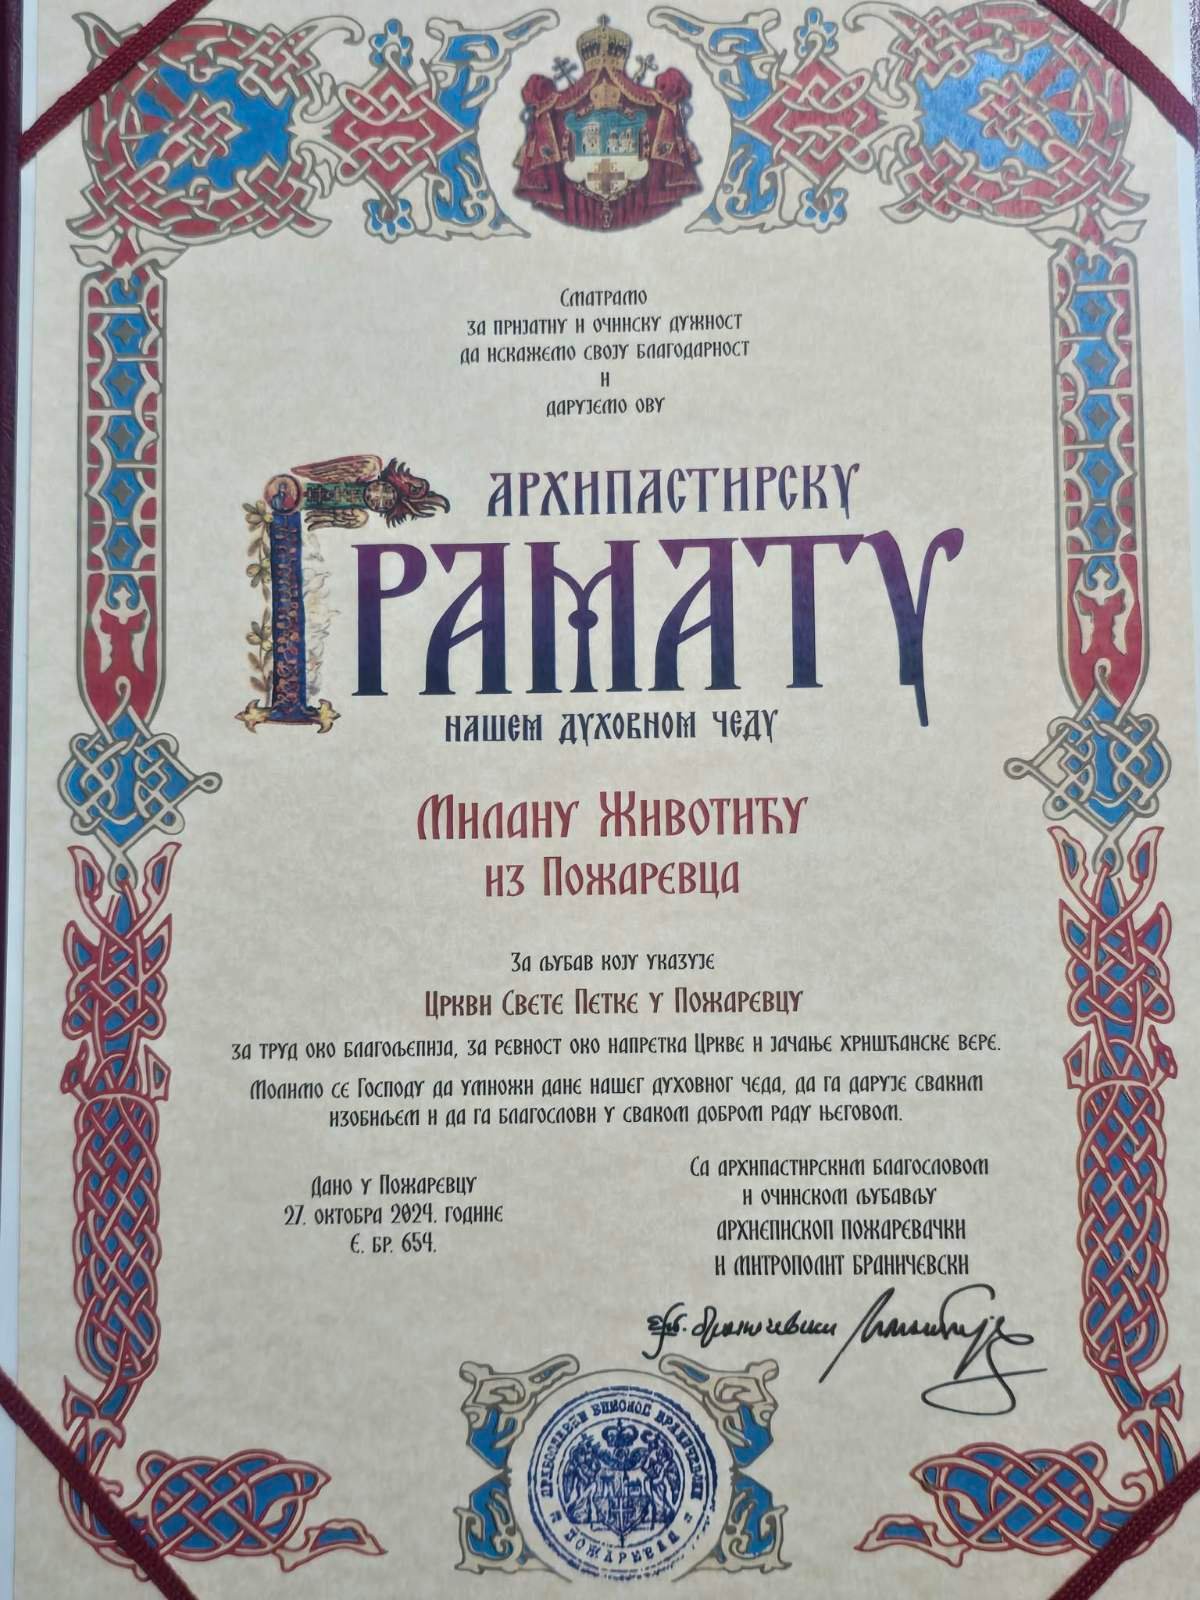 Сматрамо
за пријатну и очинску дужност
да искажемо своју благодарност
и
дарујемо ову
АРХИПАСТИРСКУ
ГРАМАТУ
НАШЕМ ДУХОВНОМ ЧЕДУ
Милану Животићу
из Пожаревца
За љубав коју указује
Цркви Свете Петке у Пожаревцу
за труд око благољепија, за ревност око напретка Цркве и јачање хришћанске вере.
Молимо се Господу да умножи дане нашег духовног чеда, да га дарује сваким
изобиљем и да га благослови у сваком добром раду његовом.
Дано у Пожаревцу
27. октобра 2024. године
Е. бр. 654.
Са архипастирским благословом
и очинском љубављу
архиепископ пожаревачки
и митрополит браничевски
ПРАВОСЛАВНИ ЕПИСКОП БРАНИЧЕВСКИ
ПОЖАРЕВАЦ